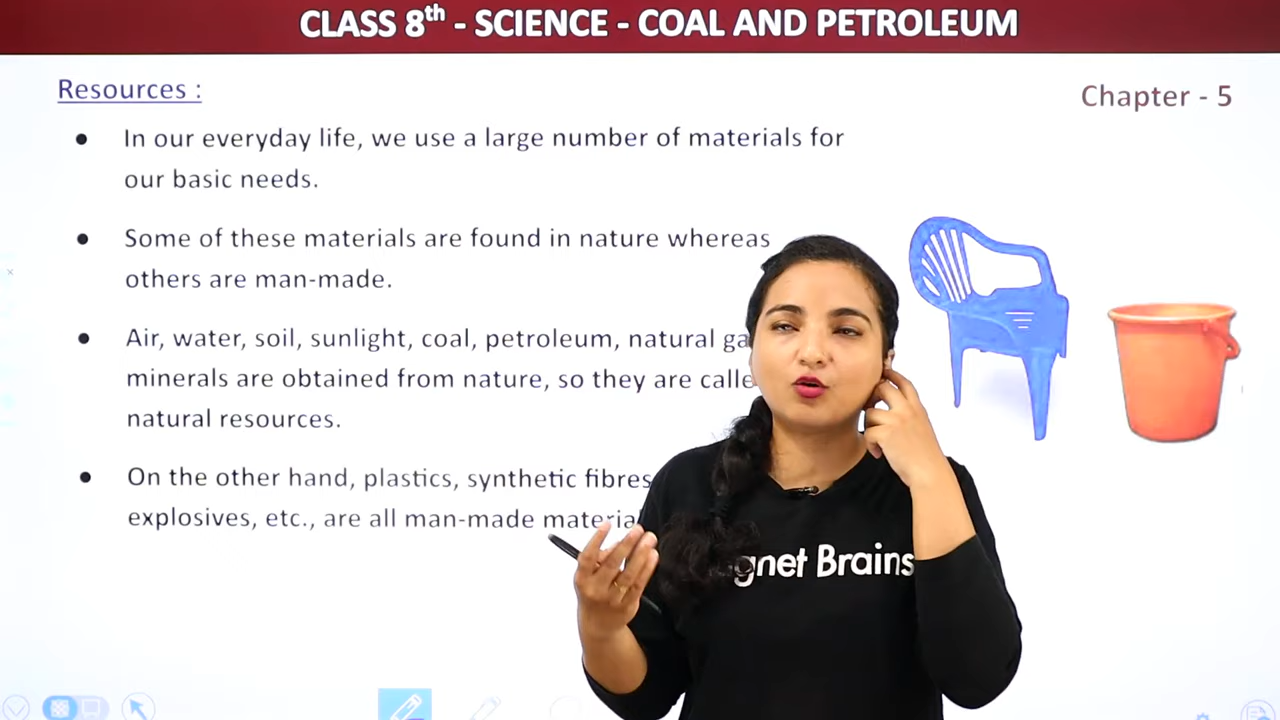 CLASS 8th - SCIENCE - COAL AND PETROLEUM
Resources :
Chapter - 5
● In our everyday life, we use a large number of materials for
our basic needs.
● Some of these materials are found in nature whereas
others are man-made.
● Air, water, soil, sunlight, coal, petroleum, natural
minerals are obtained from nature, so they are
natural resources.
● On the other hand, plastics, synthetic fibres
explosives, etc., are all man-made
gnet Brains